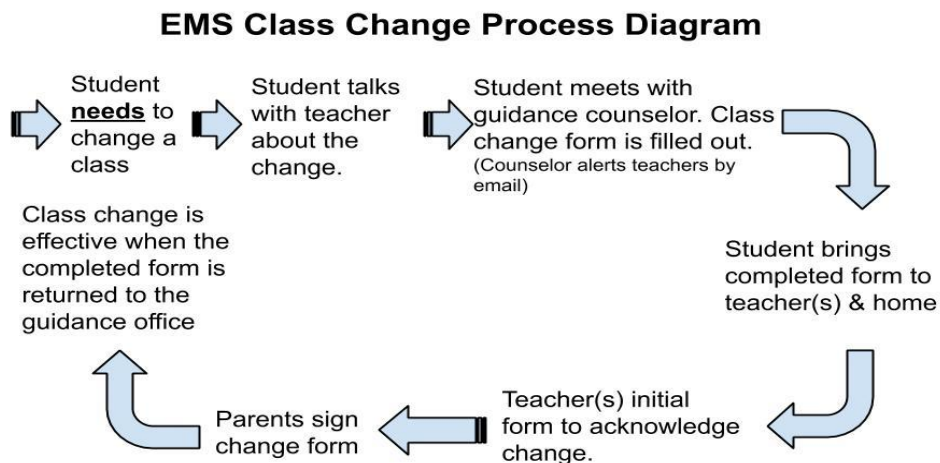 EMS Class Change Process Diagram
Student
needs to
change a
class
Student talks
with teacher
about the
change.
Student meets with
guidance counselor. Class
change form is filled out.
(Counselor alerts teachers by
email)
Student brings
completed form to
teacher(s) & home
Teacher(s) initial
form to acknowledge
change.
Parents sign
change form
Class change is
effective when the
completed form is
returned to the
guidance office